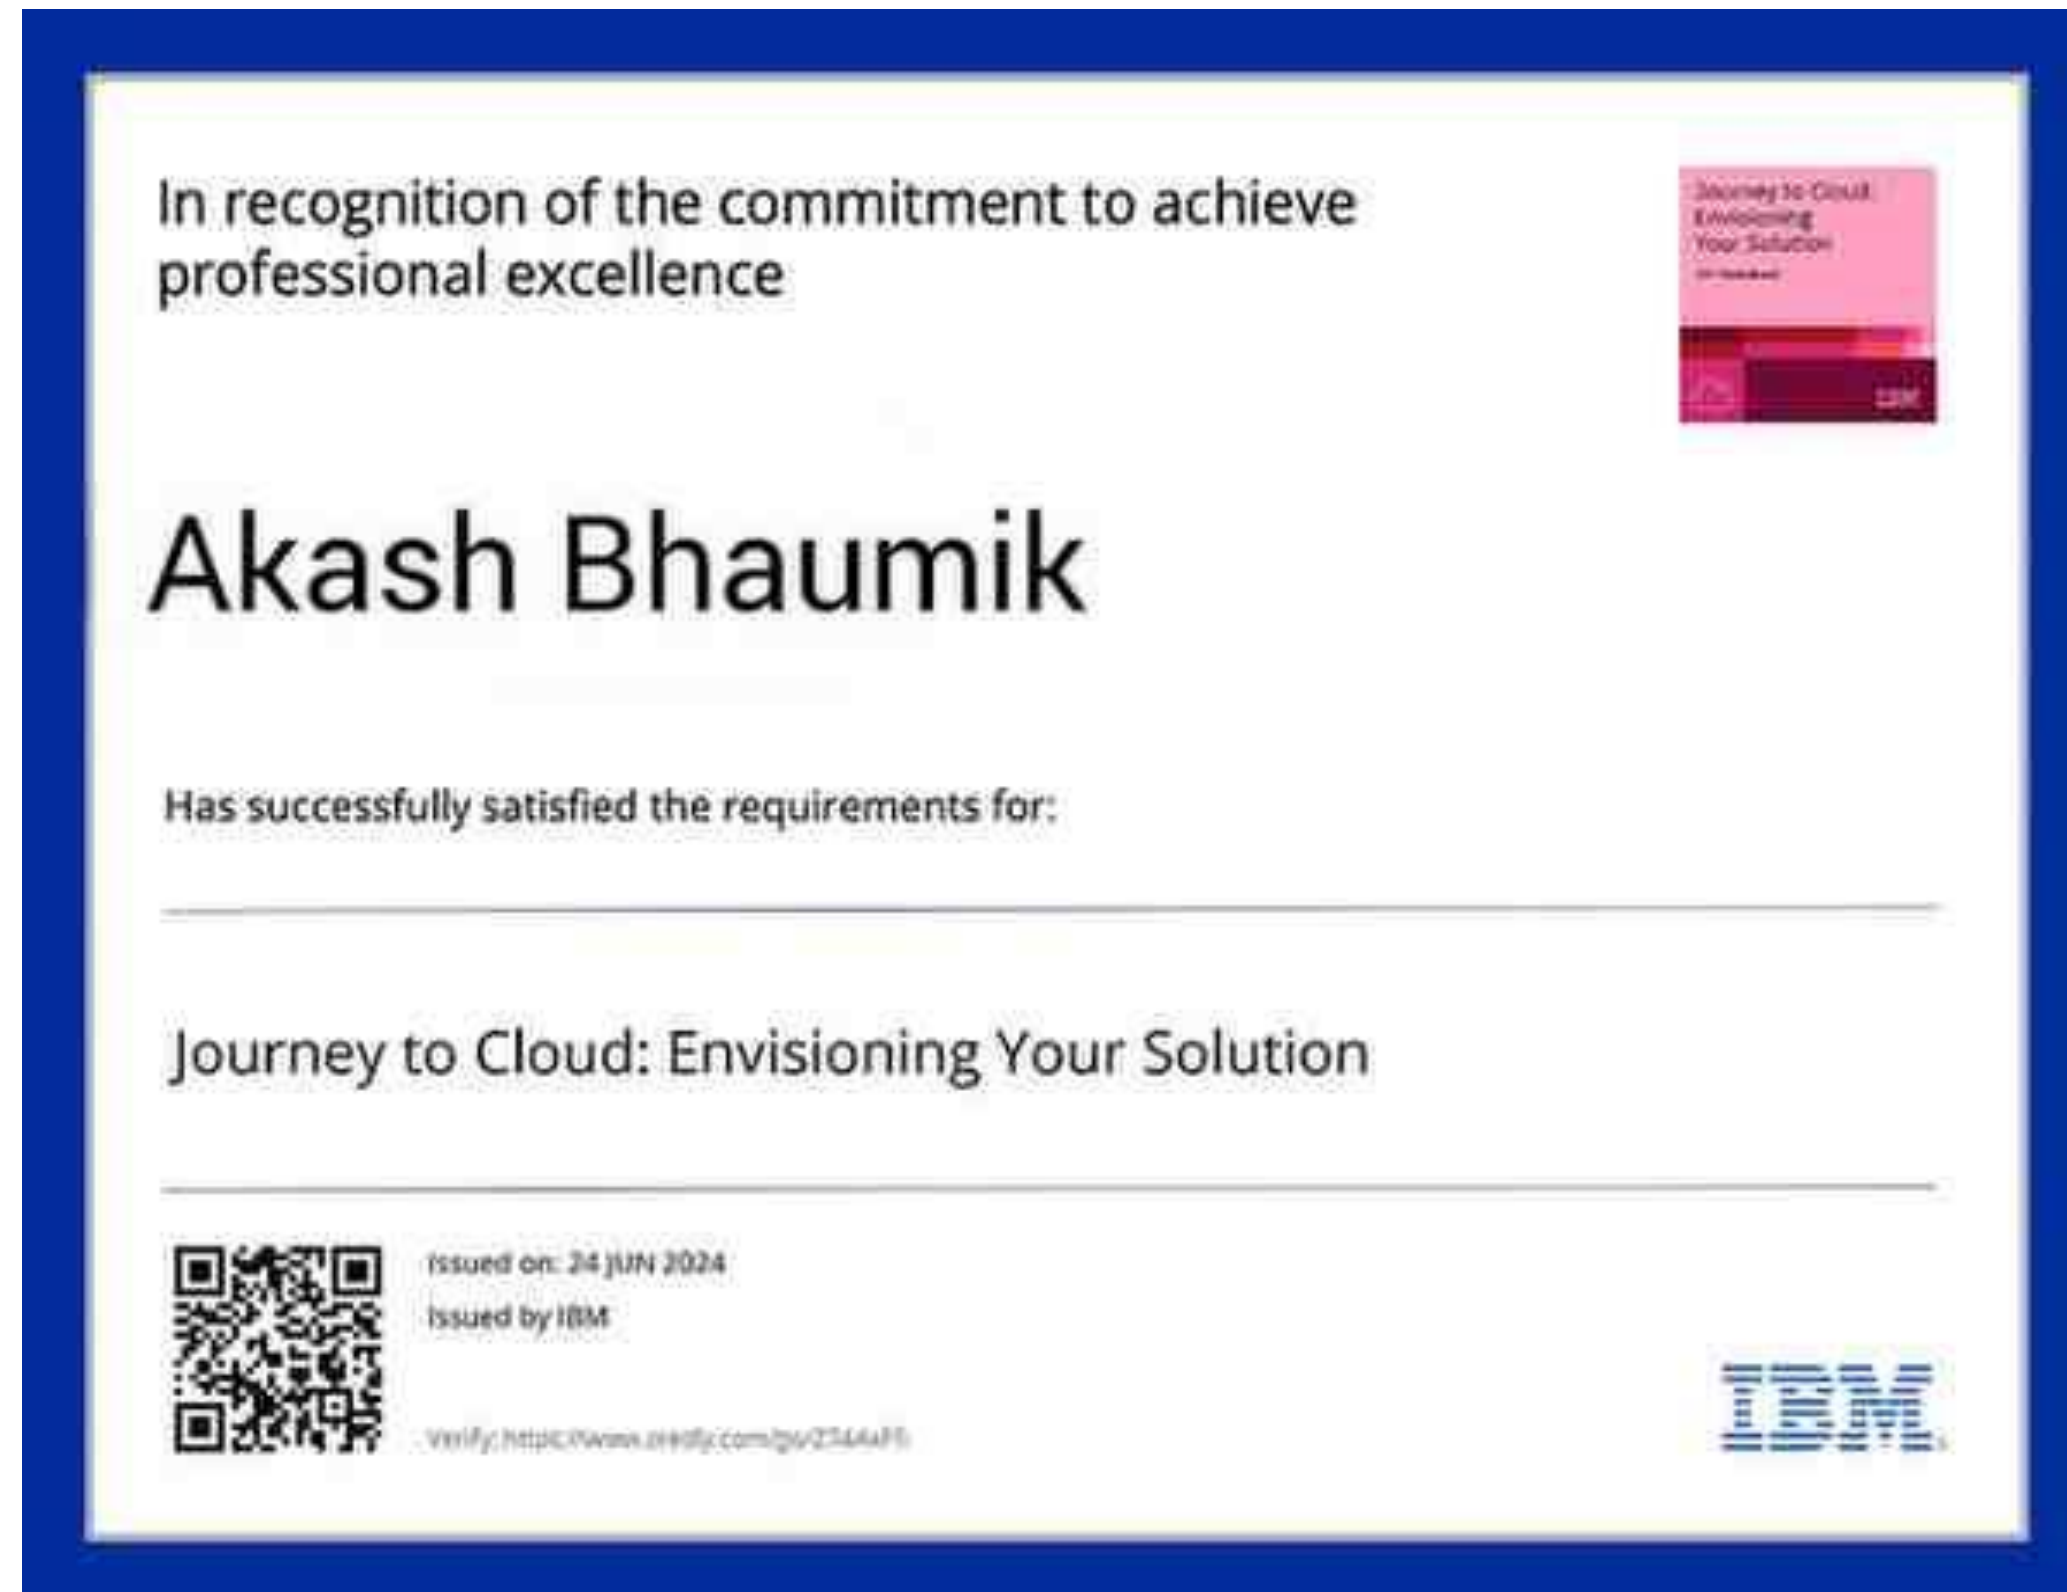 In recognition of the commitment to achieve
professional excellence
Journey to Cloud:
Envisioning
Your Solution
IBM
Akash Bhaumik
Has successfully satisfied the requirements for:
Journey to Cloud: Envisioning Your Solution
Issued on: 24 JUN 2024
Issued by IBM
Verify:
IBM